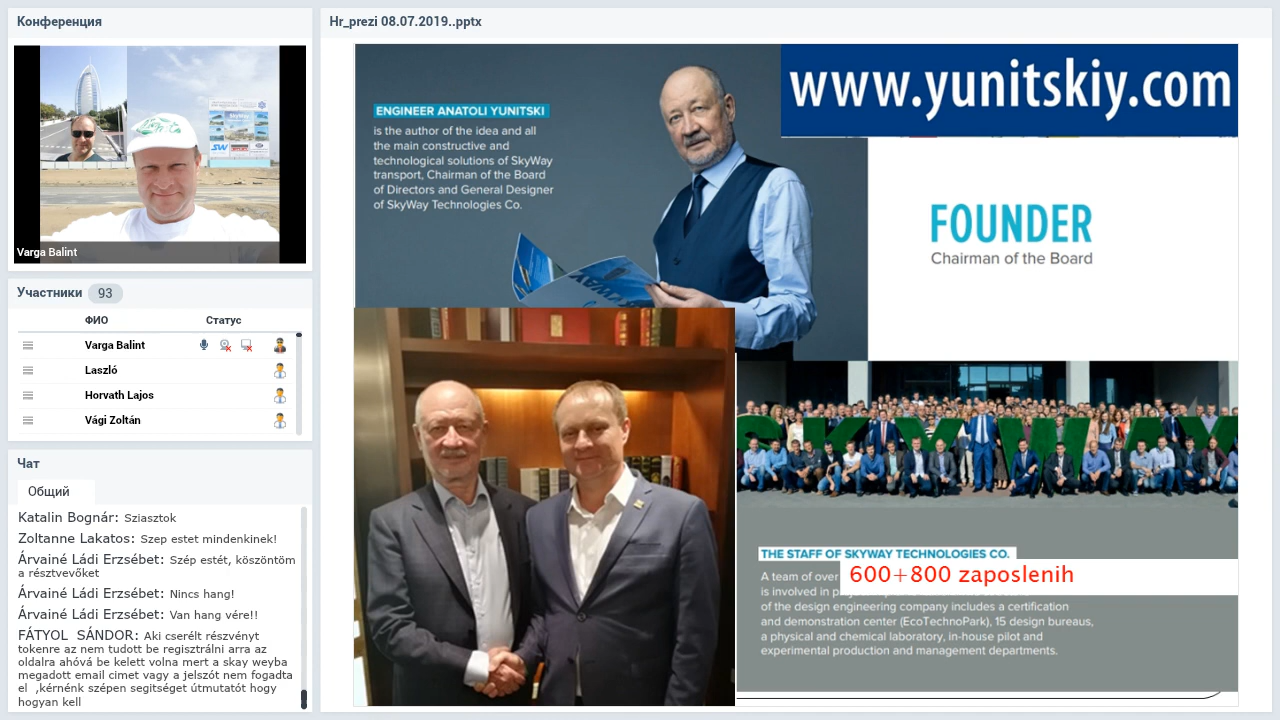 Конференция
Varga Balint
Участники 93
ФИО Статус
Varga Balint
Laszló
Horvath Lajos
Vági Zoltán
Чат
Общий
Katalin Bognár: Sziasztok
Zoltanne Lakatos: Szep estet mindenkinek!
Árvainé Ládi Erzsébet: Szép estét, köszöntöm
a résztvevőket
Árvainé Ládi Erzsébet: Nincs hang!
Árvainé Ládi Erzsébet: Van hang vére!!
FÁTYOL SÁNDOR: Aki cserélt részvényt
tokenre az nem tudott be regisztrálni arra az
oldalra ahóvá be kelett volna mert a skay weyba
megadott email cimet vagy a jelszót nem fogadta
el ,kérnénk szépen segitséget útmutatót hogy
hogyan kell
Hr_prezi 08.07.2019..pptx
www.yunitskiy.com
ENGINEER ANATOLI YUNITSKI
is the author of the idea and all
the main constructive and
technological solutions of SkyWay
transport, Chairman of the Board
of Directors and General Designer
of SkyWay Technologies Co.
SKYWAY
FOUNDER
Chairman of the Board
SKYWAY
THE STAFF OF SKYWAY TECHNOLOGIES CO.
A team of over
600+800 zaposlenih
is involved in
of the design engineering company includes a certification
and demonstration center (EcoTechnoPark), 15 design bureaus,
a physical and chemical laboratory, in-house pilot and
experimental production and management departments.